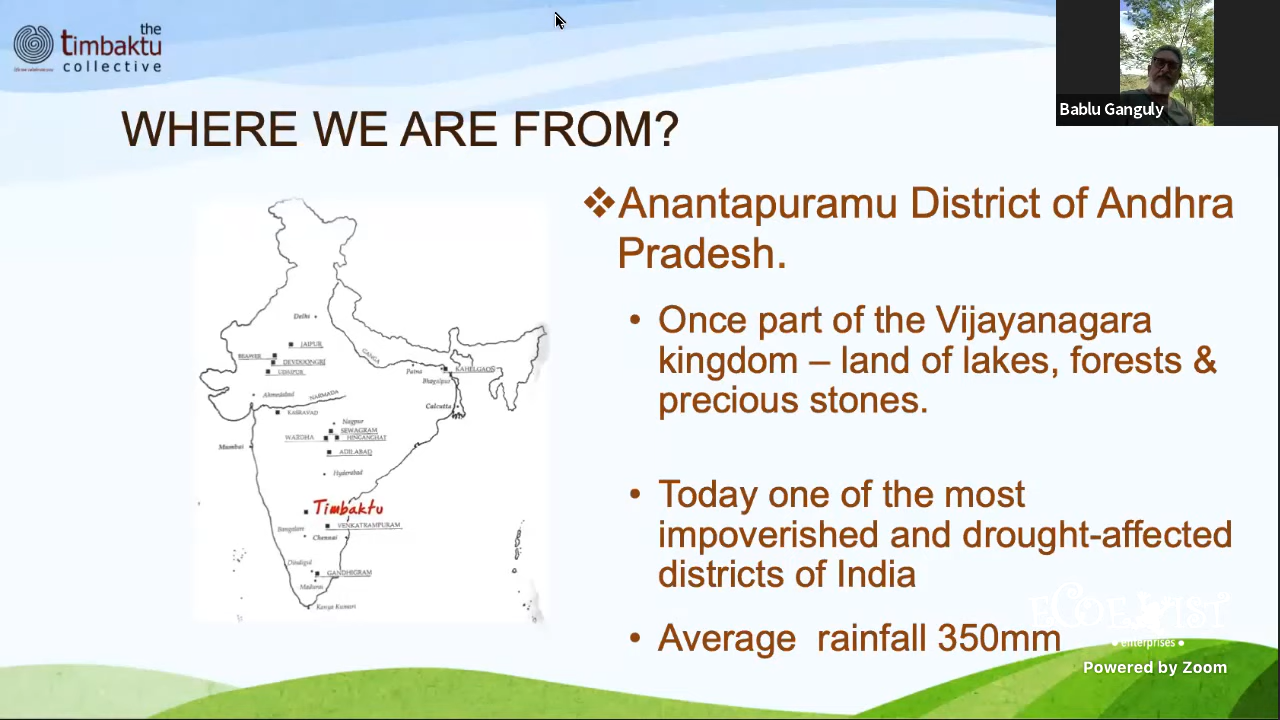 the
timbaktu
collective
Bablu Ganguly
WHERE WE ARE FROM?
❖Anantapuramu District of Andhra
Pradesh.
• Once part of the Vijayanagara
kingdom – land of lakes, forests &
precious stones.
• Today one of the most
impoverished and drought-affected
districts of India
• Average rainfall 350mm
Delhi
JAIPUR
BEAWER
DEVDOONGRI
UDAIPUR
GANGA
Patna
KAHELGAON
Bhagalpur
Ahmedabad
NARMADA
Calcutta
KASRAVAD
Nagpur
SEWAGRAM
WARDHA
HINGANGHAT
Mumbai
ADILABAD
Hyderabad
Timbaktu
VENKATRAMPURAM
Bangalore
Chennai
Dindigul
GANDHIGRAM
Madurai
Kanya Kumari
eCOEXIST
• enterprises •
Powered by Zoom